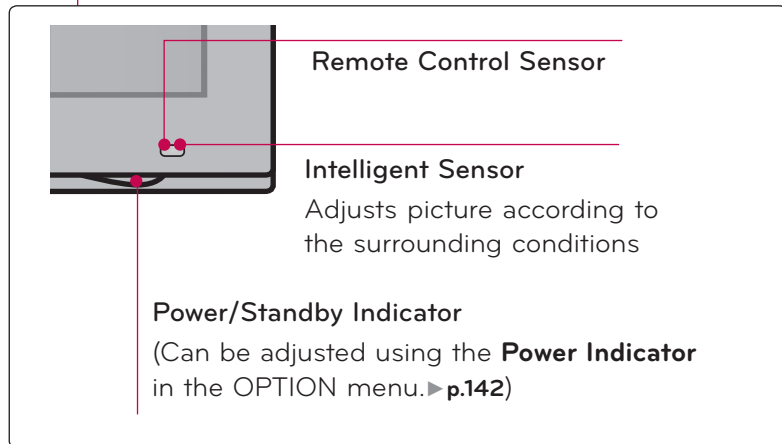 Remote Control Sensor
Intelligent Sensor
Adjusts picture according to
the surrounding conditions
Power/Standby Indicator
(Can be adjusted using the Power Indicator
in the OPTION menu.►p.142)